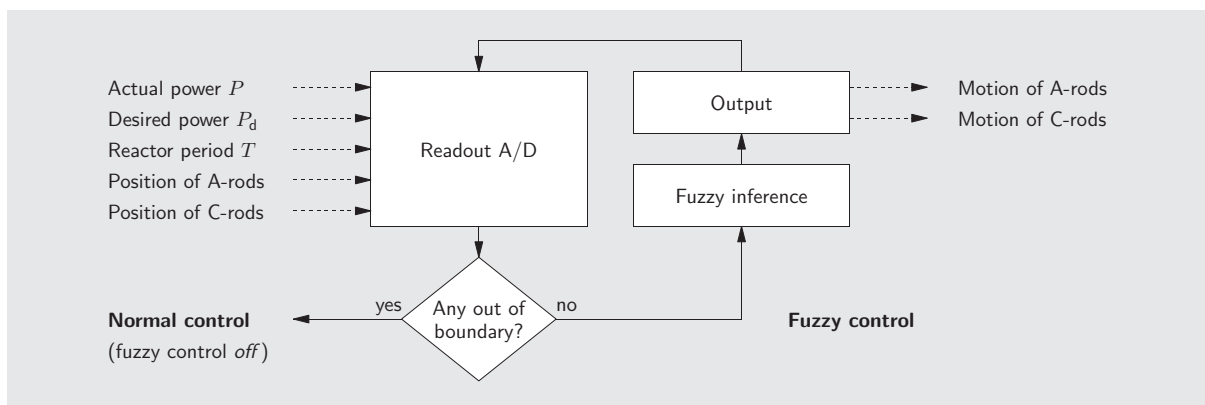 Actual power P
Desired power Pd
Reactor period T
Position of A-rods
Position of C-rods
Readout A/D
Output
Motion of A-rods
Motion of C-rods
Fuzzy inference
yes
Any out of
boundary?
no
Normal control
(fuzzy control off)
Fuzzy control